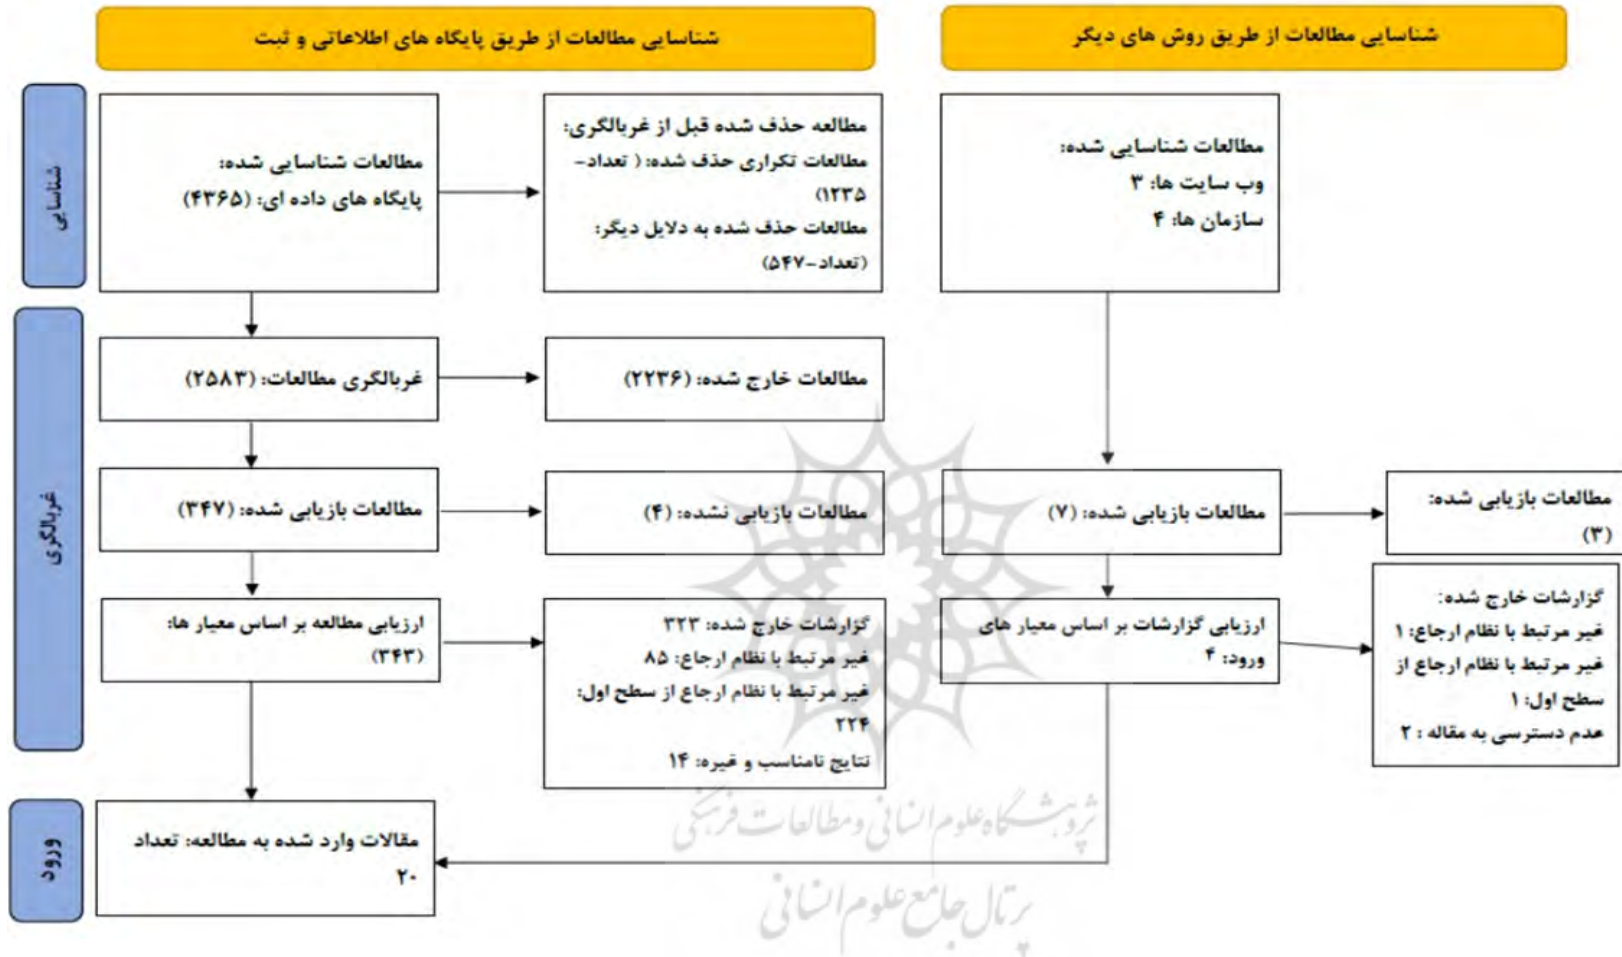 شناسایی مطالعات از طریق روش های دیگر
شناسایی مطالعات از طریق پایگاه های اطلاعاتی و ثبت
شناسایی
مطالعات شناسایی شده:
پایگاه های داده ای: (۴۳۶۵)
مطالعه حذف شده قبل از غربالگری:
مطالعات تکراری حذف شده: ( تعداد-
۱۲۳۵)
مطالعات حذف شده به دلایل دیگر:
(تعداد-۵۴۷)
مطالعات شناسایی شده:
وب سایت ها: ۳
سازمان ها: ۴
غربالگری
غربالگری مطالعات: (۲۵۸۳)
مطالعات خارج شده: (۲۲۳۶)
مطالعات بازیابی شده: (۳۴۷)
مطالعات بازیابی نشده: (۴)
مطالعات بازیابی شده: (۷)
مطالعات بازیابی شده:
(۳)
ارزیابی مطالعه بر اساس معیار ها:
(۳۴۳)
گزارشات خارج شده: ۳۲۳
غیر مرتبط با نظام ارجاع: ۸۵
غیر مرتبط با نظام ارجاع از سطح اول:
۲۲۴
نتایج نامناسب و غیره: ۱۴
ارزیابی گزارشات بر اساس معیار های
ورود: ۴
گزارشات خارج شده:
غیر مرتبط با نظام ارجاع: ۱
غیر مرتبط با نظام ارجاع از
سطح اول: ۱
عدم دسترسی به مقاله : ۲
ورود
مقالات وارد شده به مطالعه: تعداد
۲۰
پژوهشگاه علوم انسانی و مطالعات فرهنگی
پرتال جامع علوم انسانی